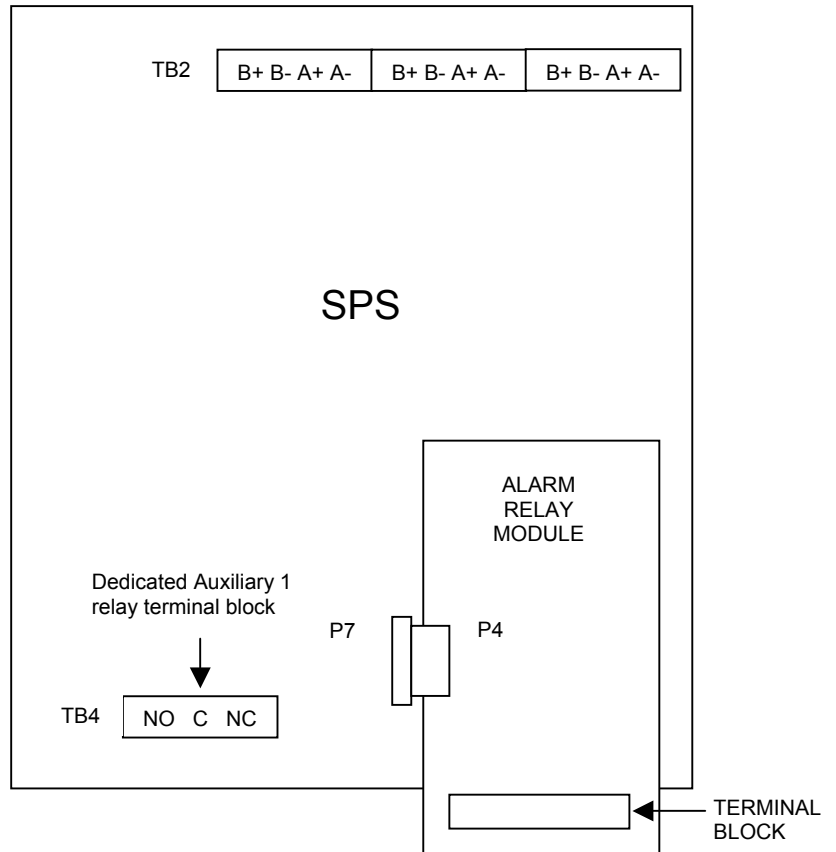 TB2
B+ B- A+ A-
B+ B- A+ A-
B+ B- A+ A-
SPS
ALARM
RELAY
MODULE
Dedicated Auxiliary 1
relay terminal block
P7
P4
TB4
NO C NC
TERMINAL
BLOCK